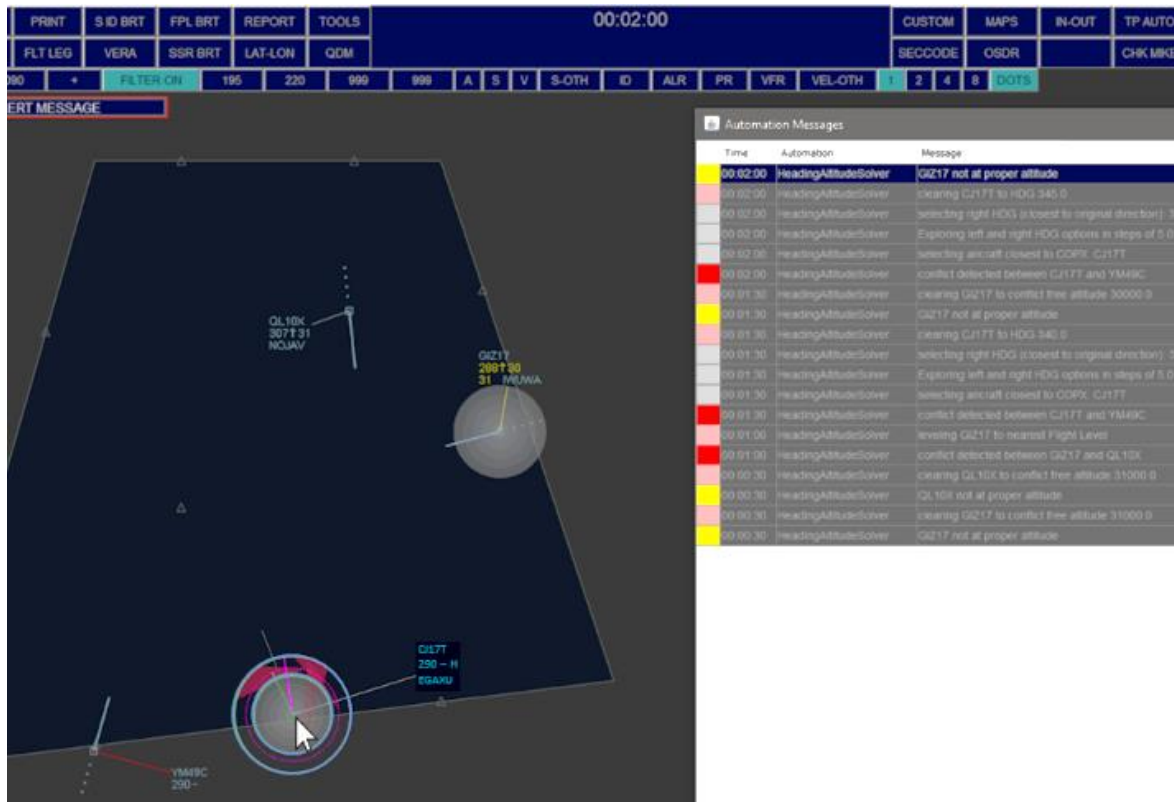 PRINT S ID BRT FPL BRT REPORT TOOLS 00:02:00 CUSTOM MAPS IN-OUT TP AUTO
FLT LEG VERA SSR BRT LAT-LON QDM SECCODE OSDR CHK MIKE
090 + FILTER ON 195 220 999 999 A S V S-OTH ID ALR PR VFR VEL-OTH 1 2 4 8 DOTS
ERT MESSAGE
Automation Messages
Time Automation Message
00:02:00 HeadingAltitudeSolver GIZ17 not at proper altitude
00:02:00 HeadingAltitudeSolver clearing CJ17T to HDG 345.0
00:02:00 HeadingAltitudeSolver selecting right HDG (closest to original direction)
00:02:00 HeadingAltitudeSolver Exploring left and right HDG options in steps of 5.0
00:02:00 HeadingAltitudeSolver selecting aircraft closest to COPX: CJ17T
00:02:00 HeadingAltitudeSolver conflict detected between CJ17T and YM49C
00:01:30 HeadingAltitudeSolver clearing GIZ17 to conflict free altitude 30000.0
00:01:30 HeadingAltitudeSolver GIZ17 not at proper altitude
00:01:30 HeadingAltitudeSolver clearing CJ17T to HDG 340.0
00:01:30 HeadingAltitudeSolver selecting right HDG (closest to original direction)
00:01:30 HeadingAltitudeSolver Exploring left and right HDG options in steps of 5.0
00:01:30 HeadingAltitudeSolver selecting aircraft closest to COPX: CJ17T
00:01:30 HeadingAltitudeSolver conflict detected between CJ17T and YM49C
00:01:00 HeadingAltitudeSolver leveling GIZ17 to nearest Flight Level
00:01:00 HeadingAltitudeSolver conflict detected between GIZ17 and QL10X
00:00:30 HeadingAltitudeSolver clearing QL10X to conflict free altitude 31000.0
00:00:30 HeadingAltitudeSolver QL10X not at proper altitude
00:00:30 HeadingAltitudeSolver clearing GIZ17 to conflict free altitude 31000.0
00:00:30 HeadingAltitudeSolver GIZ17 not at proper altitude
QL10X
307↑31
NOJAV
GIZ17
288↑30
31 IWUWA
CJ17T
290 – H
EGAXU
YM49C
290–